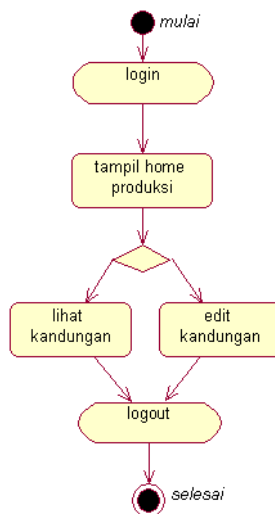 mulai
login
tampil home
produksi
lihat
kandungan
edit
kandungan
logout
selesai